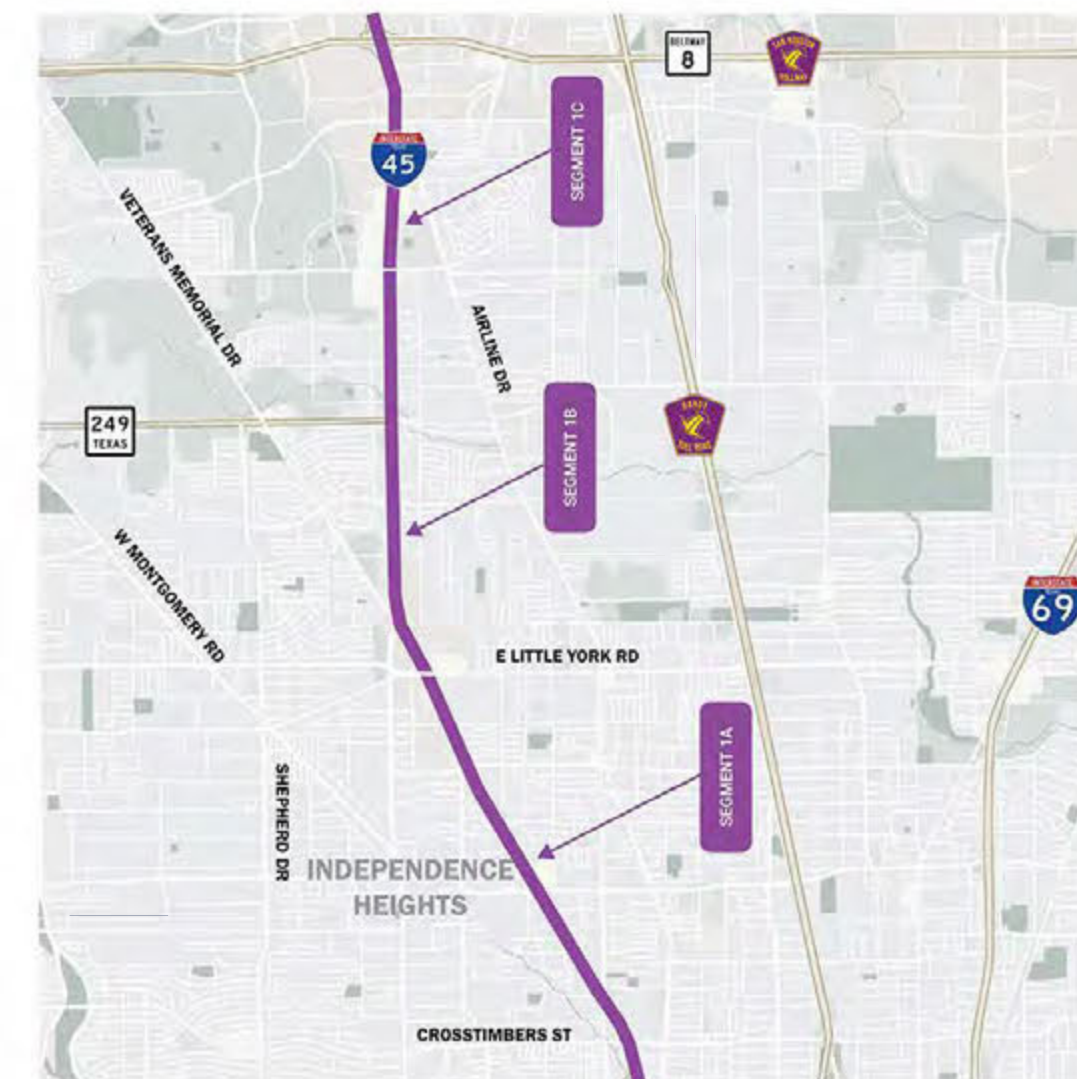 BELTWAY
8
SAM HOUSTON
TOLLWAY
INTERSTATE
45
SEGMENT 1C
VETERANS MEMORIAL DR
AIRLINE DR
249
TEXAS
SEGMENT 1B
HARDY
TOLL ROAD
W MONTGOMERY RD
INTERSTATE
69
E LITTLE YORK RD
SEGMENT 1A
SHEPHERD DR
INDEPENDENCE
HEIGHTS
CROSSTIMBERS ST